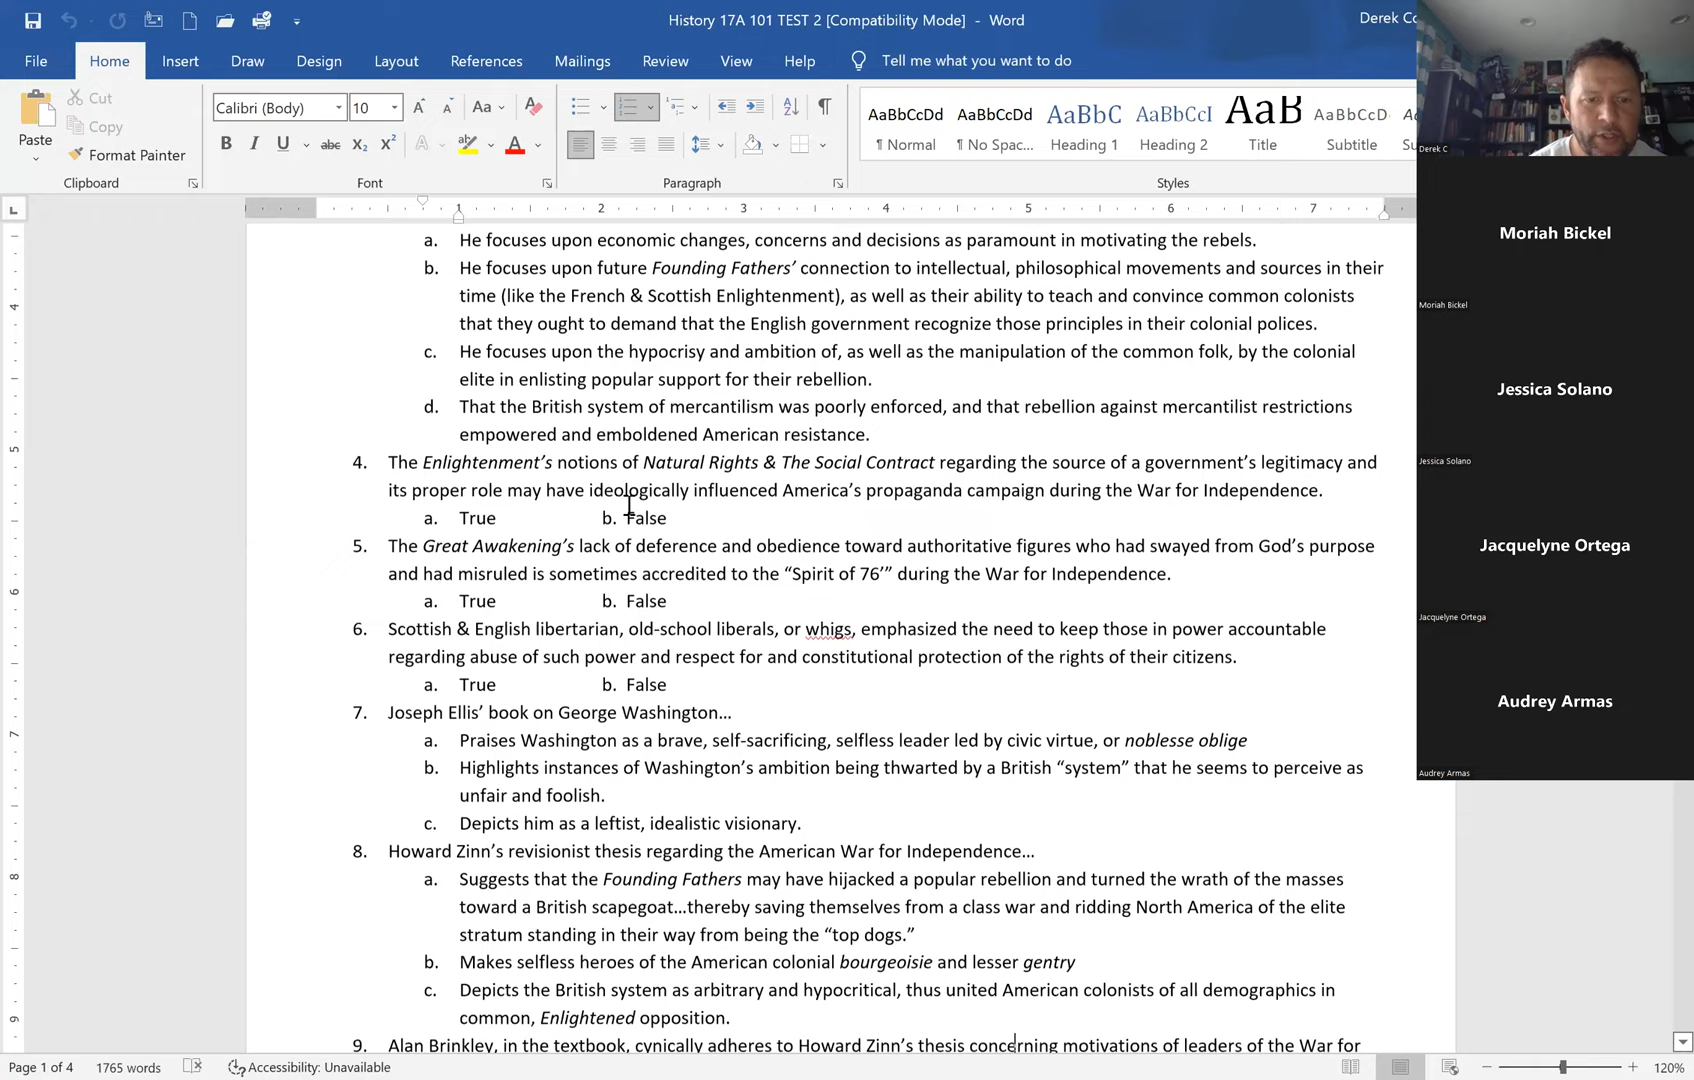 History 17A 101 TEST 2 [Compatibility Mode] - Word
Derek Co
File Home Insert Draw Design Layout References Mailings Review View Help Tell me what you want to do
Paste
Cut
Copy
Format Painter
Calibri (Body) 10
AaBbCcDd AaBbCcDd AaBbC AaBbCcI AaB AaBbCcD
¶ Normal ¶ No Spac... Heading 1 Heading 2 Title Subtitle Su
Clipboard Font Paragraph Styles
1 2 3 4 5 6 7
a. He focuses upon economic changes, concerns and decisions as paramount in motivating the rebels.
b. He focuses upon future Founding Fathers’ connection to intellectual, philosophical movements and sources in their
time (like the French & Scottish Enlightenment), as well as their ability to teach and convince common colonists
that they ought to demand that the English government recognize those principles in their colonial polices.
c. He focuses upon the hypocrisy and ambition of, as well as the manipulation of the common folk, by the colonial
elite in enlisting popular support for their rebellion.
d. That the British system of mercantilism was poorly enforced, and that rebellion against mercantilist restrictions
empowered and emboldened American resistance.
4. The Enlightenment’s notions of Natural Rights & The Social Contract regarding the source of a government’s legitimacy and
its proper role may have ideologically influenced America’s propaganda campaign during the War for Independence.
a. True b. False
5. The Great Awakening’s lack of deference and obedience toward authoritative figures who had swayed from God’s purpose
and had misruled is sometimes accredited to the “Spirit of 76’” during the War for Independence.
a. True b. False
6. Scottish & English libertarian, old-school liberals, or whigs, emphasized the need to keep those in power accountable
regarding abuse of such power and respect for and constitutional protection of the rights of their citizens.
a. True b. False
7. Joseph Ellis’ book on George Washington…
a. Praises Washington as a brave, self-sacrificing, selfless leader led by civic virtue, or noblesse oblige
b. Highlights instances of Washington’s ambition being thwarted by a British “system” that he seems to perceive as
unfair and foolish.
c. Depicts him as a leftist, idealistic visionary.
8. Howard Zinn’s revisionist thesis regarding the American War for Independence…
a. Suggests that the Founding Fathers may have hijacked a popular rebellion and turned the wrath of the masses
toward a British scapegoat…thereby saving themselves from a class war and ridding North America of the elite
stratum standing in their way from being the “top dogs.”
b. Makes selfless heroes of the American colonial bourgeoisie and lesser gentry
c. Depicts the British system as arbitrary and hypocritical, thus united American colonists of all demographics in
common, Enlightened opposition.
9. Alan Brinkley, in the textbook, cynically adheres to Howard Zinn’s thesis concerning motivations of leaders of the War for
Derek C
Moriah Bickel
Moriah Bickel
Jessica Solano
Jessica Solano
Jacquelyne Ortega
Jacquelyne Ortega
Audrey Armas
Audrey Armas
Page 1 of 4 1765 words Accessibility: Unavailable 120%